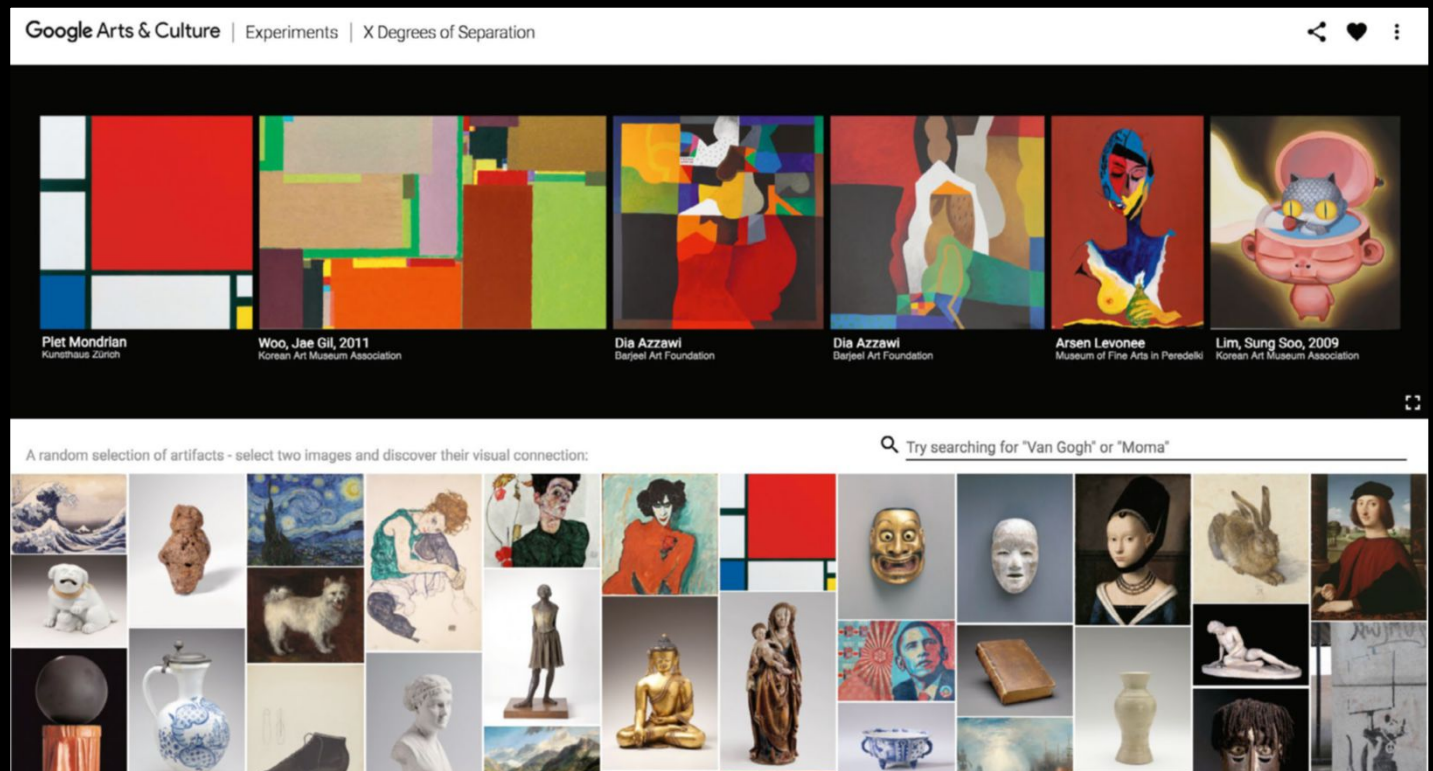 Google Arts & Culture | Experiments | X Degrees of Separation
Piet Mondrian
Kunsthaus Zürich
Woo, Jae Gil, 2011
Korean Art Museum Association
Dia Azzawi
Barjeel Art Foundation
Dia Azzawi
Barjeel Art Foundation
Arsen Levonee
Museum of Fine Arts in Peredelki
Lim, Sung Soo, 2009
Korean Art Museum Association
A random selection of artifacts - select two images and discover their visual connection:
Try searching for "Van Gogh" or "Morna"